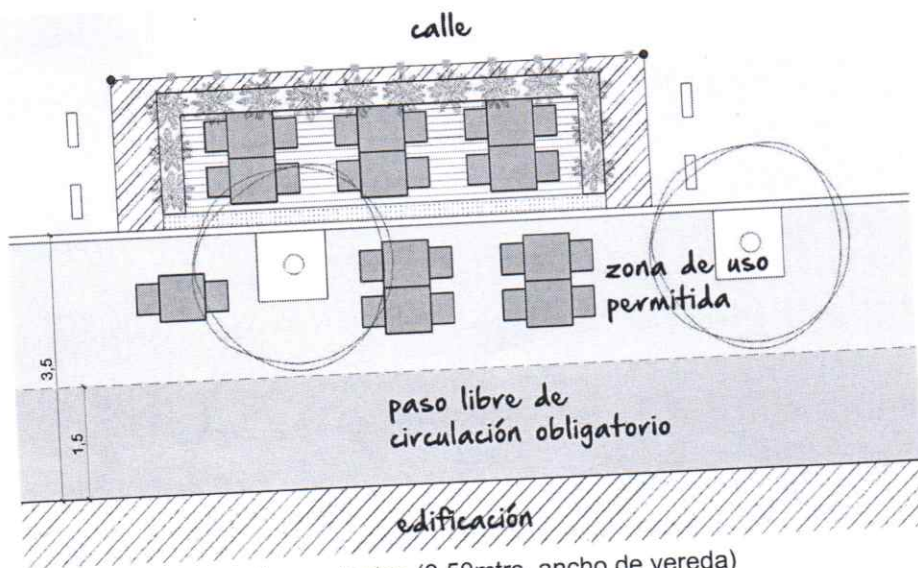 calle
zona de uso
permitida
3,5
1,5
paso libre de
circulación obligatorio
edificación
(3,50mtrs. ancho de vereda)